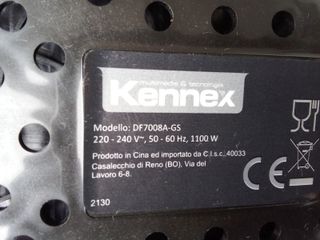 multimedia & tecnologia
Kennex
Modello: DF7008A-GS
220 - 240 V~, 50 - 60 Hz, 1100 W
Prodotto in Cina ed importato da C.I.s.c., 40033
Casalecchio di Reno (BO), Via del
Lavoro 6-8.
2130